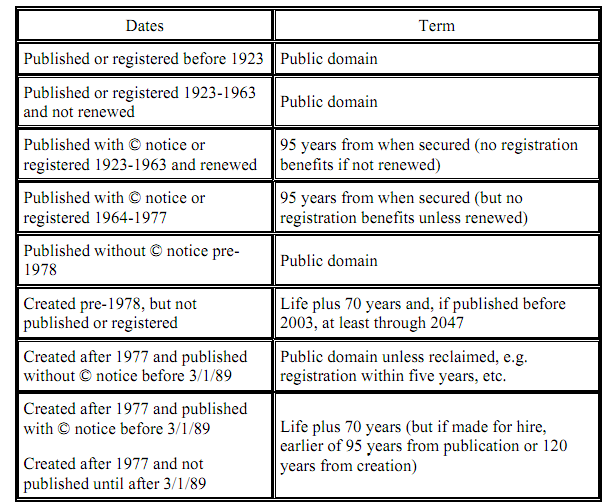 Dates Term
Published or registered before 1923 Public domain
Published or registered 1923-1963
and not renewed
Public domain
Published with © notice or
registered 1923-1963 and renewed
95 years from when secured (no registration
benefits if not renewed)
Published with © notice or
registered 1964-1977
95 years from when secured (but no
registration benefits unless renewed)
Published without © notice pre-
1978
Public domain
Created pre-1978, but not
published or registered
Life plus 70 years and, if published before
2003, at least through 2047
Created after 1977 and published
without © notice before 3/1/89
Public domain unless reclaimed, e.g.
registration within five years, etc.
Created after 1977 and published
with © notice before 3/1/89
Created after 1977 and not
published until after 3/1/89
Life plus 70 years (but if made for hire,
earlier of 95 years from publication or 120
years from creation)